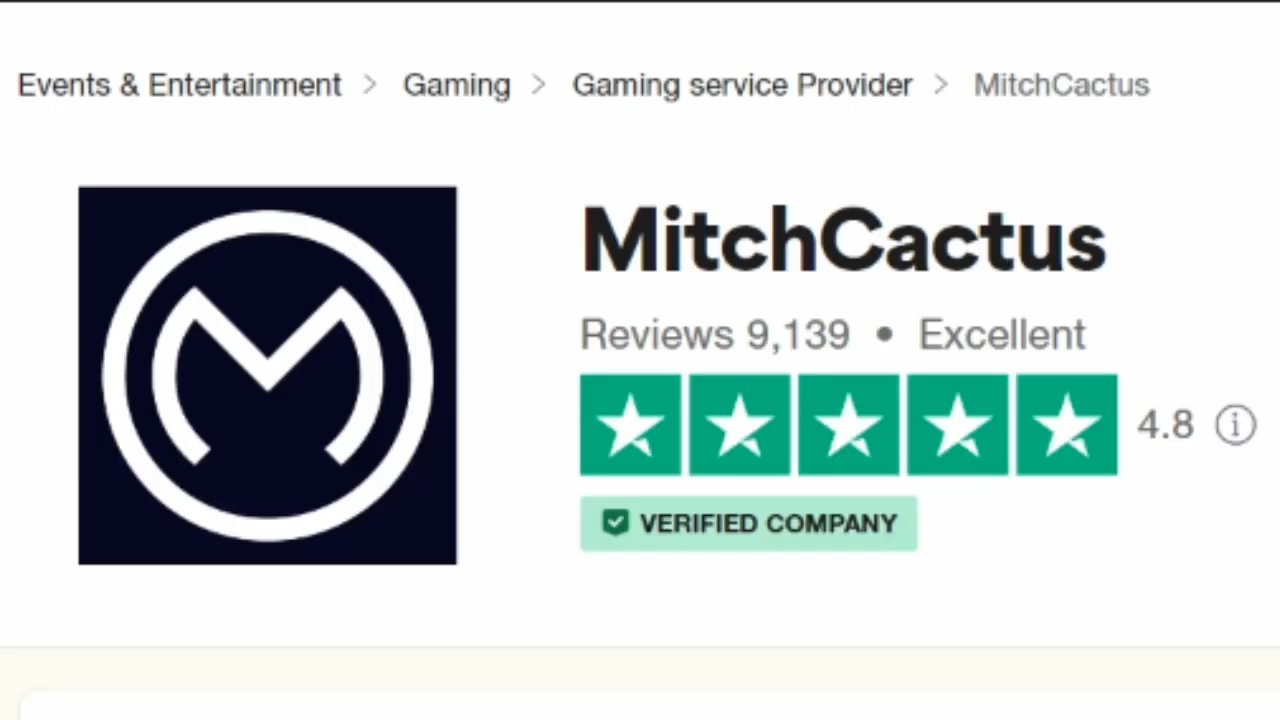 Events & Entertainment > Gaming > Gaming service Provider > MitchCactus
MitchCactus
Reviews 9,139 • Excellent
4.8
VERIFIED COMPANY